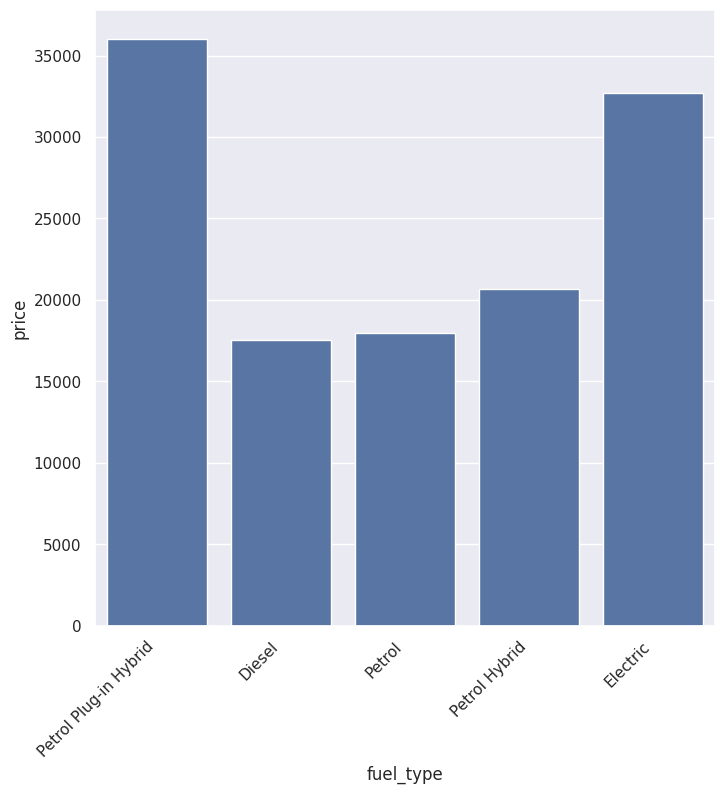 35000
30000
25000
20000
15000
10000
5000
0
price
Petrol Plug-in Hybrid
Diesel
Petrol
Petrol Hybrid
Electric
fuel_type